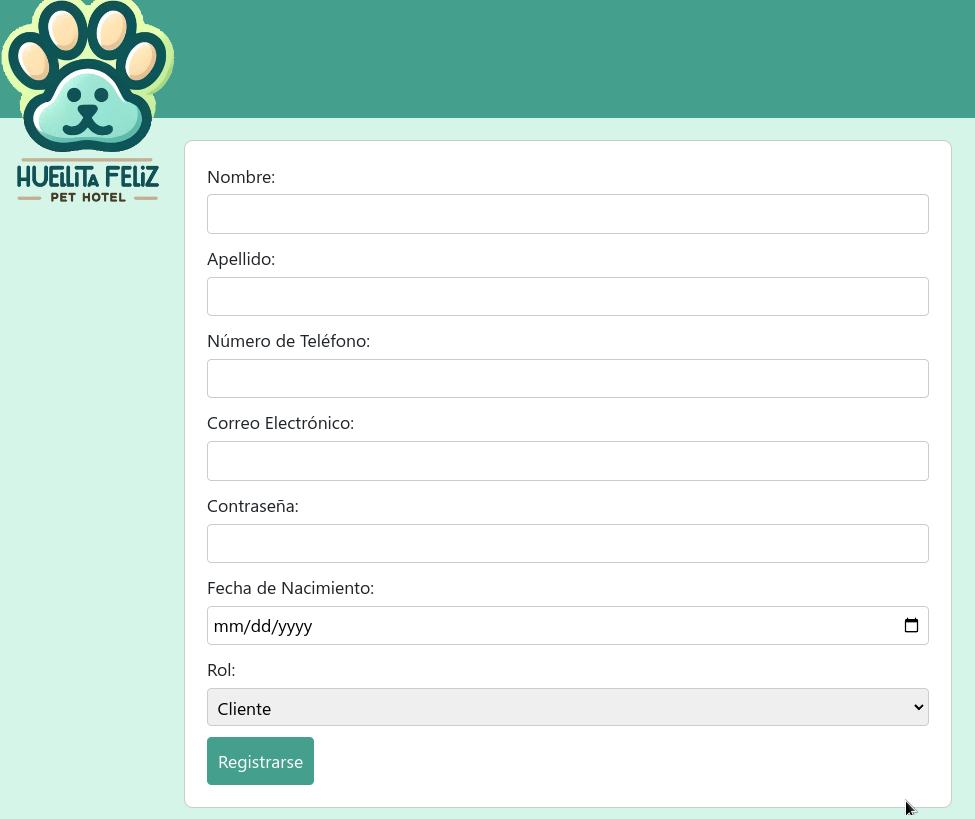 HUELLITA FELIZ
PET HOTEL
Nombre:
Apellido:
Número de Teléfono:
Correo Electrónico:
Contraseña:
Fecha de Nacimiento:
mm/dd/yyyy
Rol:
Cliente
Registrarse